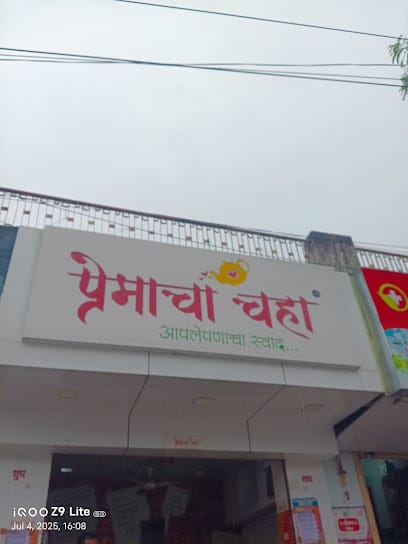 प्रेमाचा चहा
आपलेपणाचा स्वाद...
iQOO Z9 Lite
Jul 4, 2025, 16:08